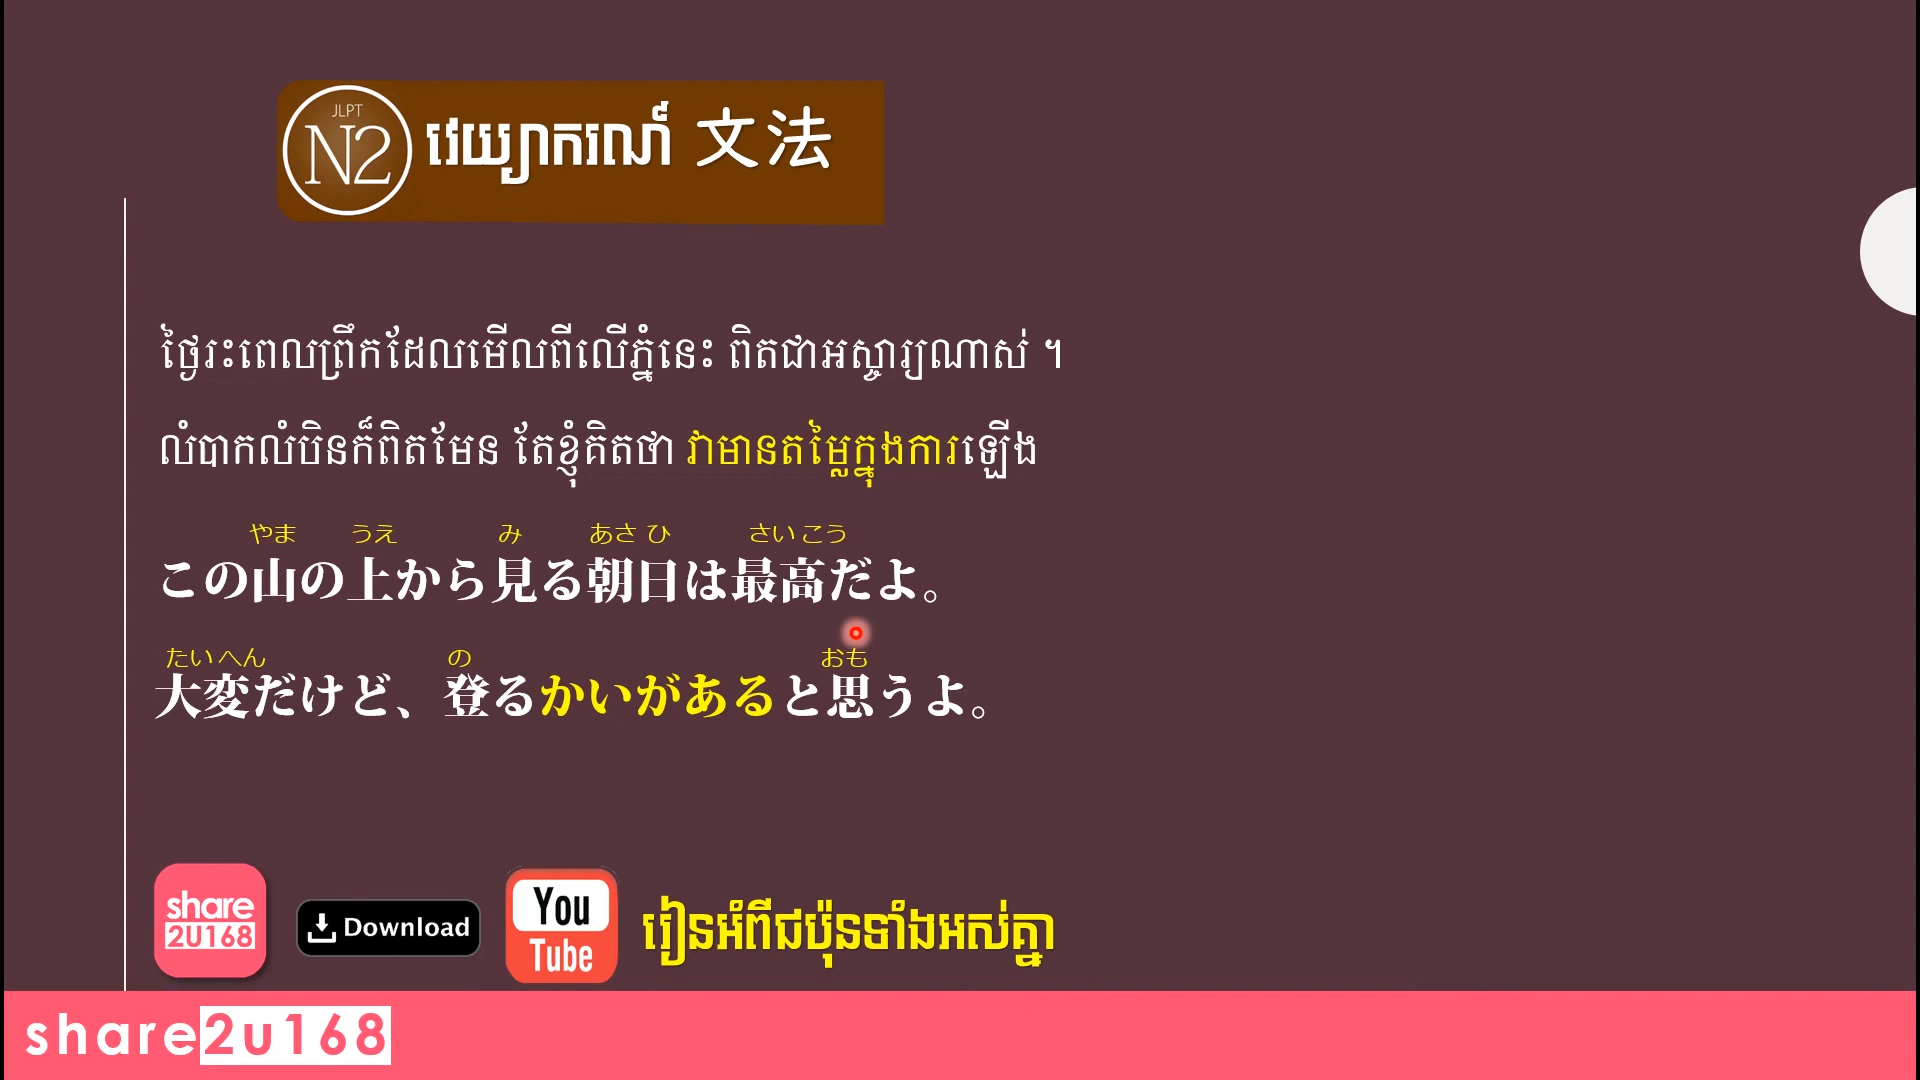 JLPT
N2
វេយ្យាករណ៍ 文法
ថ្ងៃរះពេលព្រឹកដែលមើលពីលើភ្នំនេះ ពិតជាអស្ចារ្យណាស់ ។
លំបាកលំបិនក៏ពិតមែន តែខ្ញុំគិតថា វាមានតម្លៃក្នុងការឡើង
やま うえ み あさ ひ さい こう
この山の上から見る朝日は最高だよ。
たい へん の おも
大変だけど、登るかいがあると思うよ。
share
2U168
Download
You
Tube
រៀនអំពីជប៉ុនទាំងអស់គ្នា
share2u168